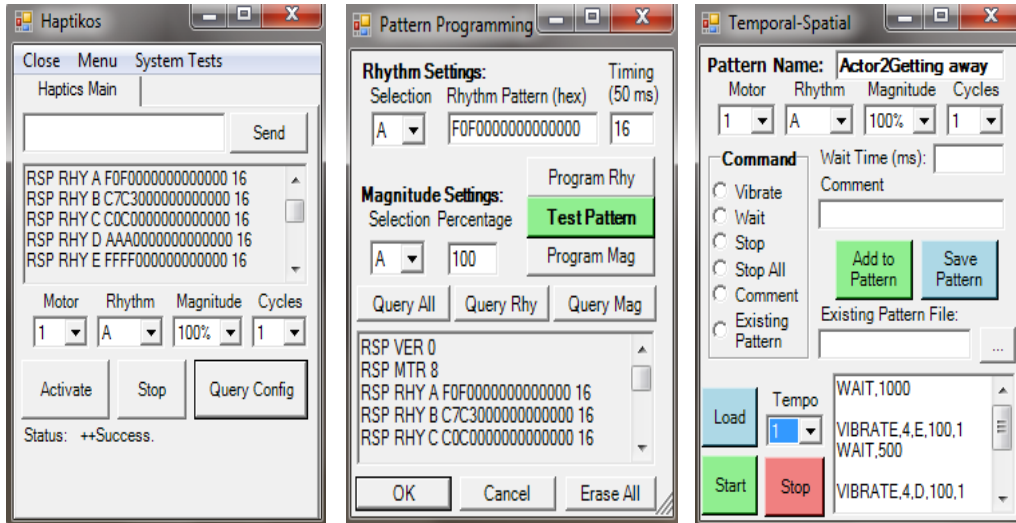 Haptikos
Close Menu System Tests
Haptics Main
Send
RSP RHY A F0F0000000000000 16
RSP RHY B C7C3000000000000 16
RSP RHY C C0C0000000000000 16
RSP RHY D AAA0000000000000 16
RSP RHY E FFFF000000000000 16
Motor Rhythm Magnitude Cycles
1 A 100% 1
Activate Stop Query Config
Status: ++Success.
Pattern Programming
Rhythm Settings: Timing
Selection Rhythm Pattern (hex) (50 ms)
A F0F0000000000000 16
Program Rhy
Magnitude Settings:
Selection Percentage Test Pattern
A 100 Program Mag
Query All Query Rhy Query Mag
RSP VER 0
RSP MTR 8
RSP RHY A F0F0000000000000 16
RSP RHY B C7C3000000000000 16
RSP RHY C C0C0000000000000 16
OK Cancel Erase All
Temporal-Spatial
Pattern Name: Actor2Getting away
Motor Rhythm Magnitude Cycles
1 A 100% 1
Command Wait Time (ms):
Vibrate Comment
Wait
Stop
Stop All
Comment
Existing
Pattern
Add to
Pattern
Save
Pattern
Existing Pattern File:
...
Load Tempo
1
Start Stop
WAIT,1000
VIBRATE,4,E,100,1
WAIT,500
VIBRATE,4,D,100,1